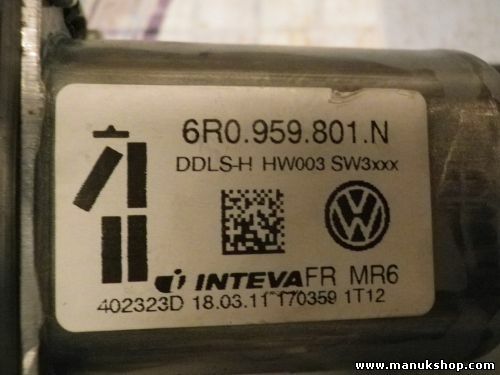 6R0.959.801.N
DDLS-H HW003 SW3xxx
INTEVA FR MR6
402323D 18.03.11 170359 1T12
www.manukshop.com